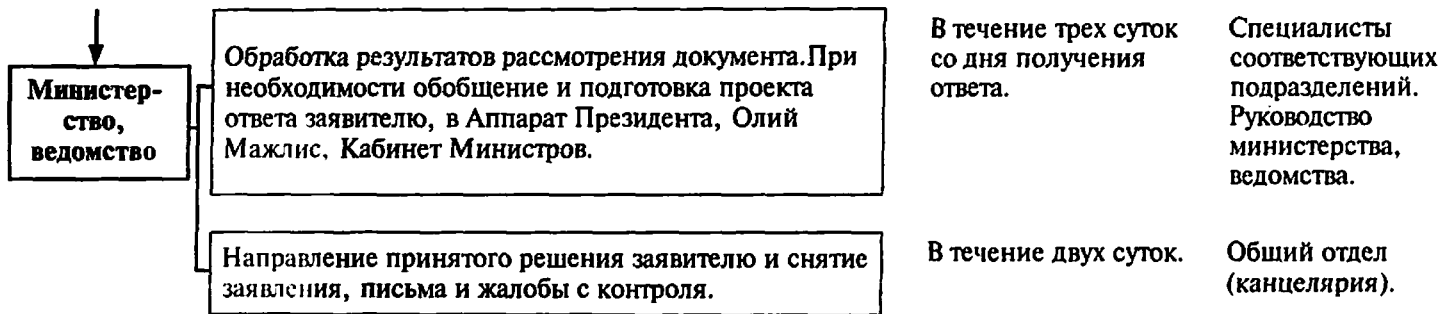 Министер-
ство,
ведомство
Обработка результатов рассмотрения документа.При
необходимости обобщение и подготовка проекта
ответа заявителю, в Аппарат Президента, Олий
Мажлис, Кабинет Министров.
В течение трех суток
со дня получения
ответа.
Специалисты
соответствующих
подразделений.
Руководство
министерства,
ведомства.
Направление принятого решения заявителю и снятие
заявления, письма и жалобы с контроля.
В течение двух суток.
Общий отдел
(канцелярия).